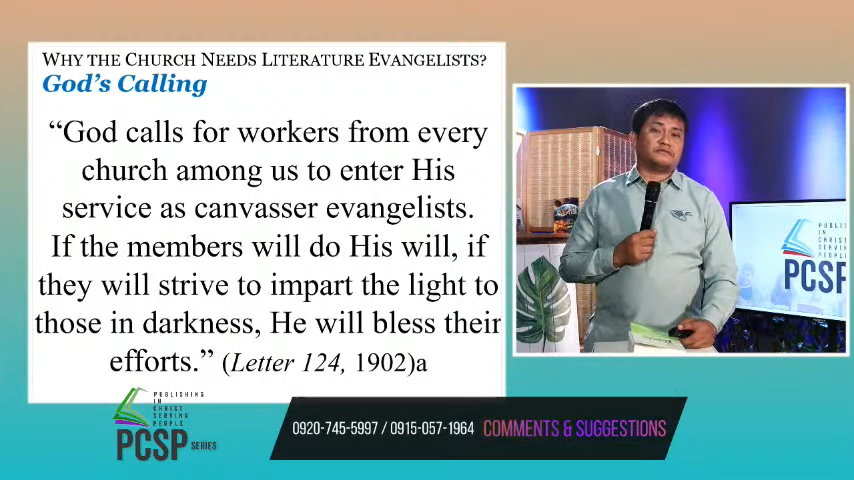 WHY THE CHURCH NEEDS LITERATURE EVANGELISTS?
God's Calling
“God calls for workers from every
church among us to enter His
service as canvasser evangelists.
If the members will do His will, if
they will strive to impart the light to
those in darkness, He will bless their
efforts.” (Letter 124, 1902)a
PUBLISHING
IN
CHRIST
SERVING
PEOPLE
PCSP
PUBLISHING
IN
CHRIST
SERVING
PEOPLE
PCSP SERIES
0920-745-5997 / 0915-057-1964 COMMENTS & SUGGESTIONS